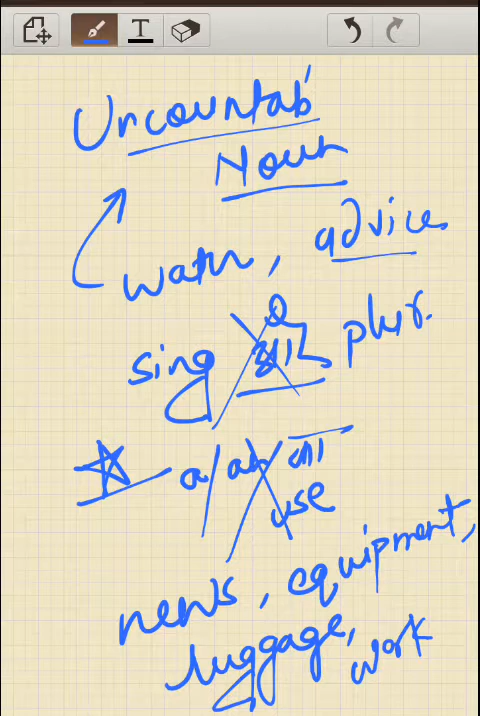 T
Uncountab'
Noun
water, advice
sing plur.
a/an/ का
use
news, equipment,
luggage, work